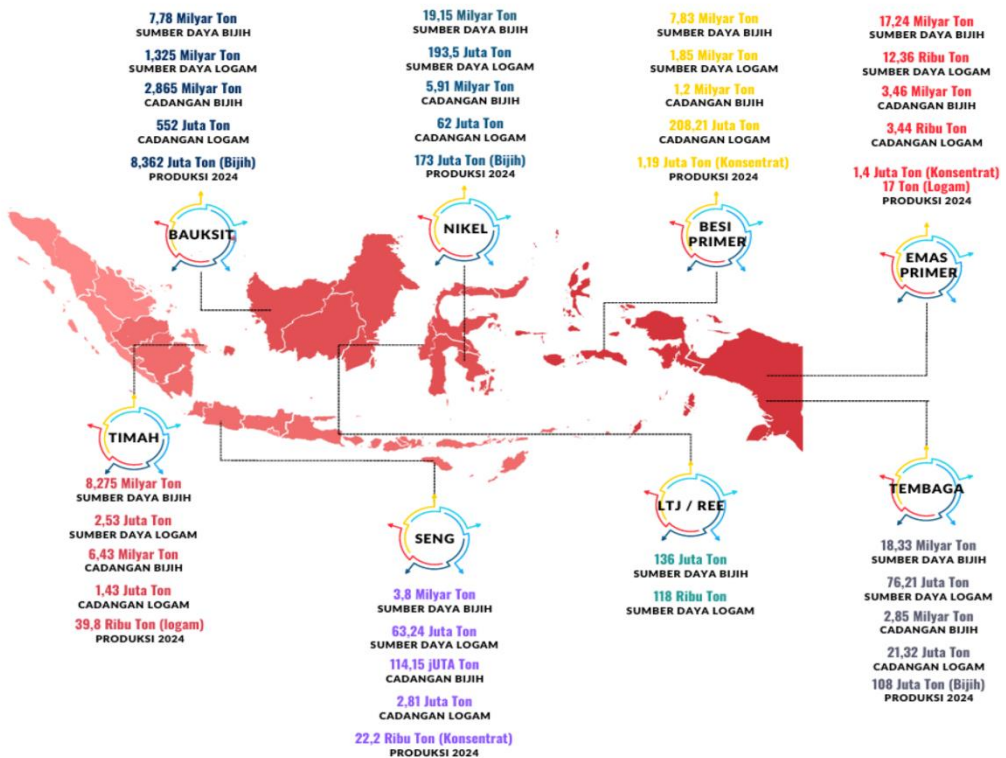 7,78 Milyar Ton
SUMBER DAYA BIJIH
1,325 Milyar Ton
SUMBER DAYA LOGAM
2,865 Milyar Ton
CADANGAN BIJIH
552 Juta Ton
CADANGAN LOGAM
8,362 Juta Ton (Bijih)
PRODUKSI 2024
BAUKSIT
19,15 Milyar Ton
SUMBER DAYA BIJIH
193,5 Juta Ton
SUMBER DAYA LOGAM
5,91 Milyar Ton
CADANGAN BIJIH
62 Juta Ton
CADANGAN LOGAM
173 Juta Ton (Bijih)
PRODUKSI 2024
NIKEL
7,83 Milyar Ton
SUMBER DAYA BIJIH
1,85 Milyar Ton
SUMBER DAYA LOGAM
1,2 Milyar Ton
CADANGAN BIJIH
208,21 Juta Ton
CADANGAN LOGAM
1,19 Juta Ton (Konsentrat)
PRODUKSI 2024
BESI
PRIMER
17,24 Milyar Ton
SUMBER DAYA BIJIH
12,36 Ribu Ton
SUMBER DAYA LOGAM
3,46 Milyar Ton
CADANGAN BIJIH
3,44 Ribu Ton
CADANGAN LOGAM
1,4 Juta Ton (Konsentrat)
17 Ton (Logam)
PRODUKSI 2024
EMAS
PRIMER
TIMAH
8,275 Milyar Ton
SUMBER DAYA BIJIH
2,53 Juta Ton
SUMBER DAYA LOGAM
6,43 Milyar Ton
CADANGAN BIJIH
1,43 Juta Ton
CADANGAN LOGAM
39,8 Ribu Ton (logam)
PRODUKSI 2024
SENG
3,8 Milyar Ton
SUMBER DAYA BIJIH
63,24 Juta Ton
SUMBER DAYA LOGAM
114,15 jUTA Ton
CADANGAN BIJIH
2,81 Juta Ton
CADANGAN LOGAM
22,2 Ribu Ton (Konsentrat)
PRODUKSI 2024
LTJ / REE
136 Juta Ton
SUMBER DAYA BIJIH
118 Ribu Ton
SUMBER DAYA LOGAM
TEMBAGA
18,33 Milyar Ton
SUMBER DAYA BIJIH
76,21 Juta Ton
SUMBER DAYA LOGAM
2,85 Milyar Ton
CADANGAN BIJIH
21,32 Juta Ton
CADANGAN LOGAM
108 Juta Ton (Bijih)
PRODUKSI 2024